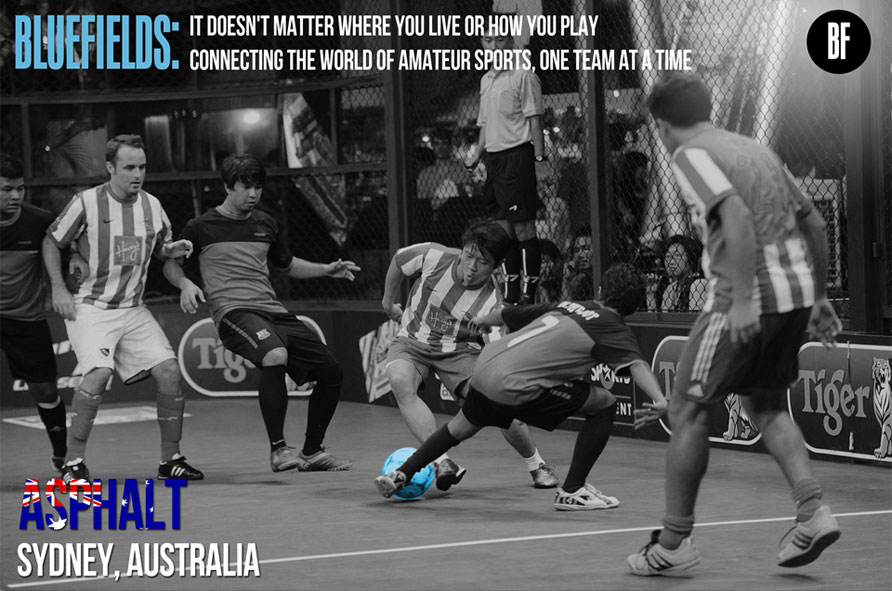 BLUEFIELDS:
IT DOESN'T MATTER WHERE YOU LIVE OR HOW YOU PLAY
CONNECTING THE WORLD OF AMATEUR SPORTS, ONE TEAM AT A TIME
BF
Tiger
Tiger
7
ASPHALT
SYDNEY, AUSTRALIA